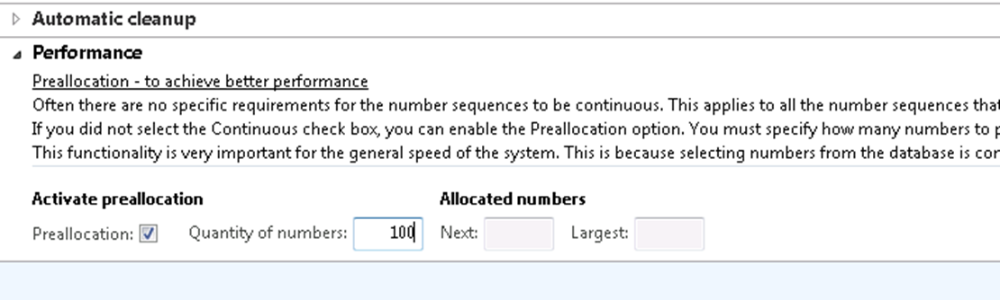 Automatic cleanup
Performance
Preallocation - to achieve better performance
Often there are no specific requirements for the number sequences to be continuous. This applies to all the number sequences that
If you did not select the Continuous check box, you can enable the Preallocation option. You must specify how many numbers to
This functionality is very important for the general speed of the system. This is because selecting numbers from the database is
Activate preallocation Allocated numbers
Preallocation: Quantity of numbers: 100 Next: Largest: